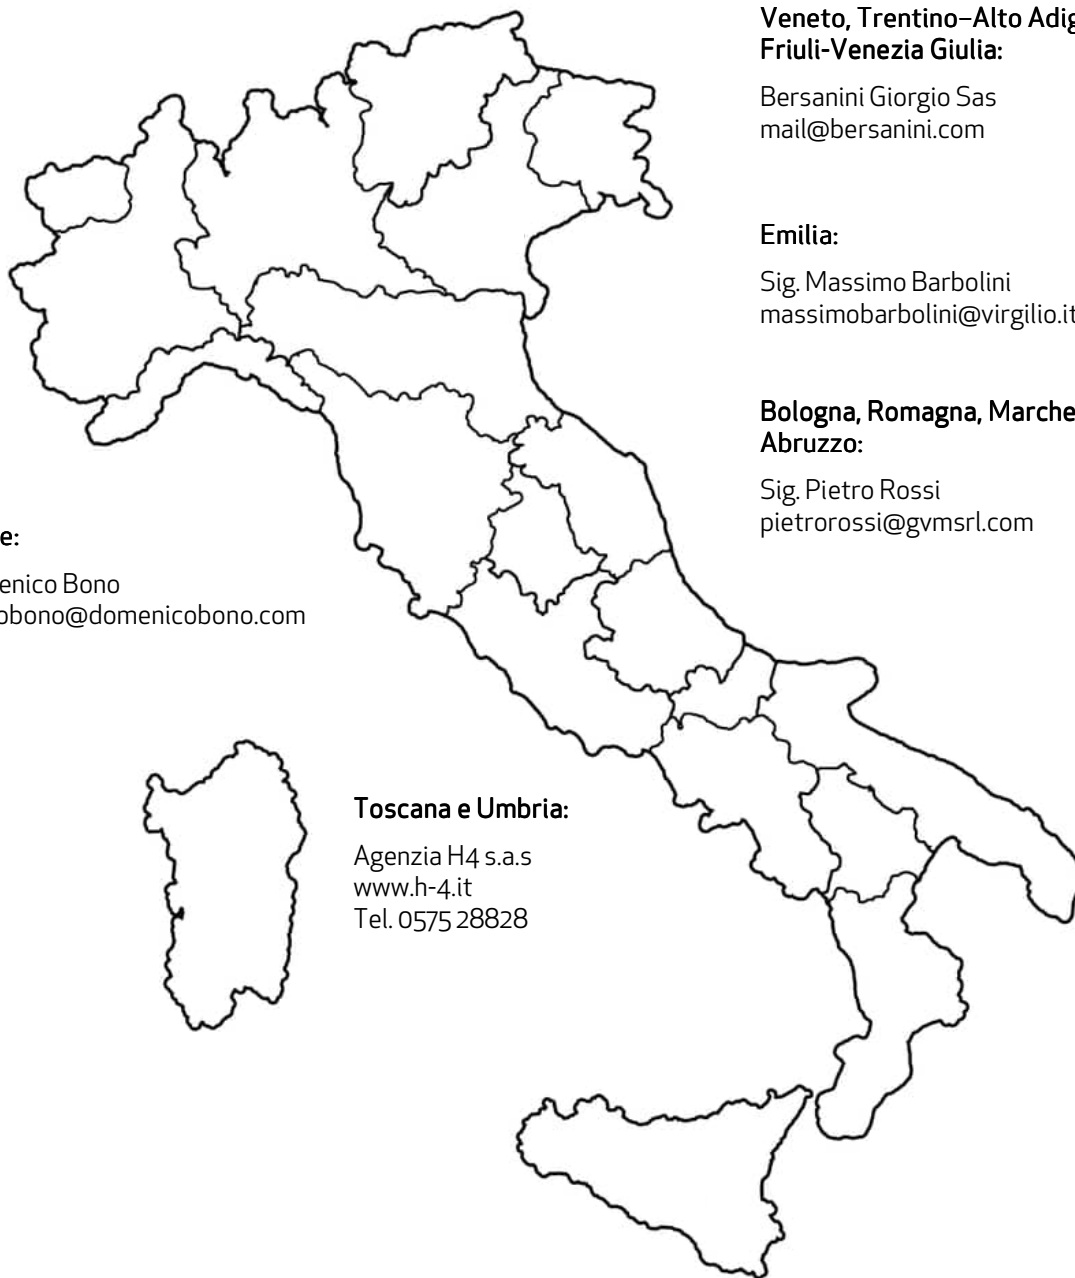 Veneto, Trentino–Alto Adig
Friuli-Venezia Giulia:
Bersanini Giorgio Sas
mail@bersanini.com
Emilia:
Sig. Massimo Barbolini
massimobarbolini@virgilio.it
Bologna, Romagna, Marche
Abruzzo:
Sig. Pietro Rossi
pietrorossi@gvmsrl.com
e:
enico Bono
obono@domenicobono.com
Toscana e Umbria:
Agenzia H4 s.a.s
www.h-4.it
Tel. 0575 28828